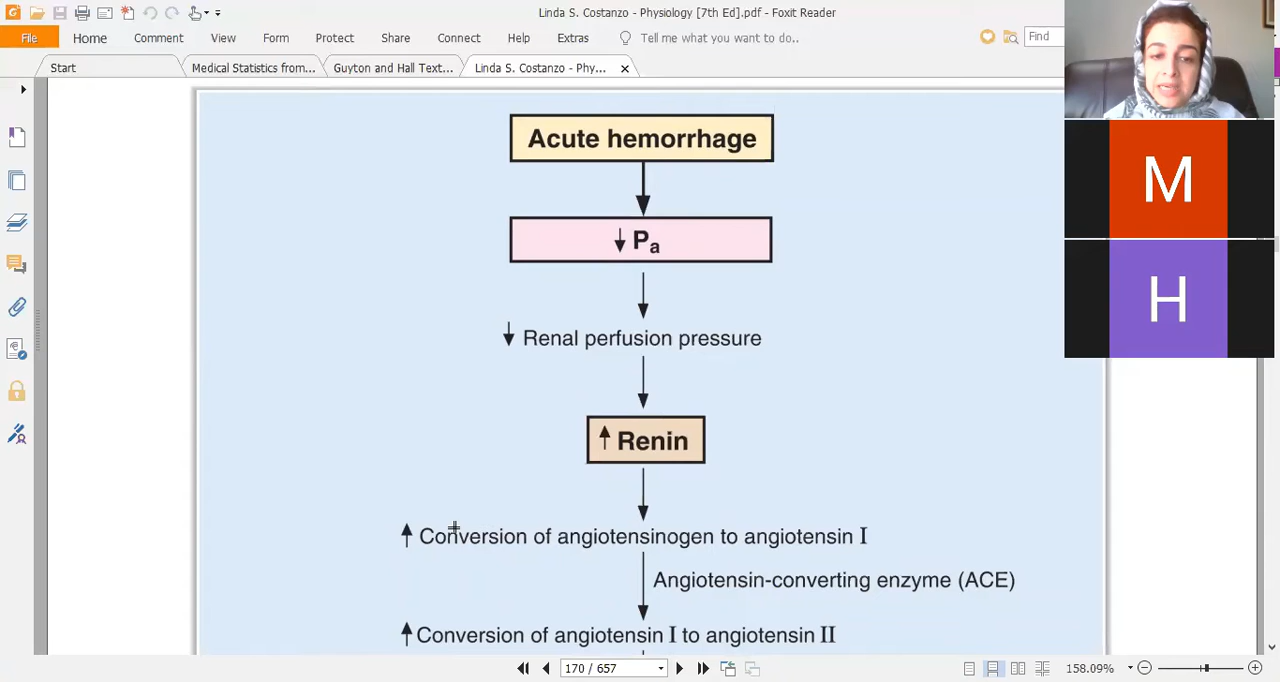 Linda S. Costanzo - Physiology [7th Ed].pdf - Foxit Reader
File Home Comment View Form Protect Share Connect Help Extras Tell me what you want to do.. Find
Start Medical Statistics from... Guyton and Hall Text... Linda S. Costanzo - Phy... ×
Acute hemorrhage
↓ Pa
↓ Renal perfusion pressure
↑ Renin
↑ Conversion of angiotensinogen to angiotensin I
Angiotensin-converting enzyme (ACE)
↑ Conversion of angiotensin I to angiotensin II
M
H
170 / 657
158.09%